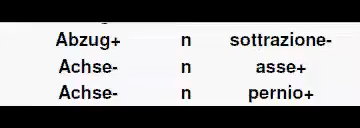 Abzug+ n sottrazione-
Achse- n asse+
Achse- n pernio+